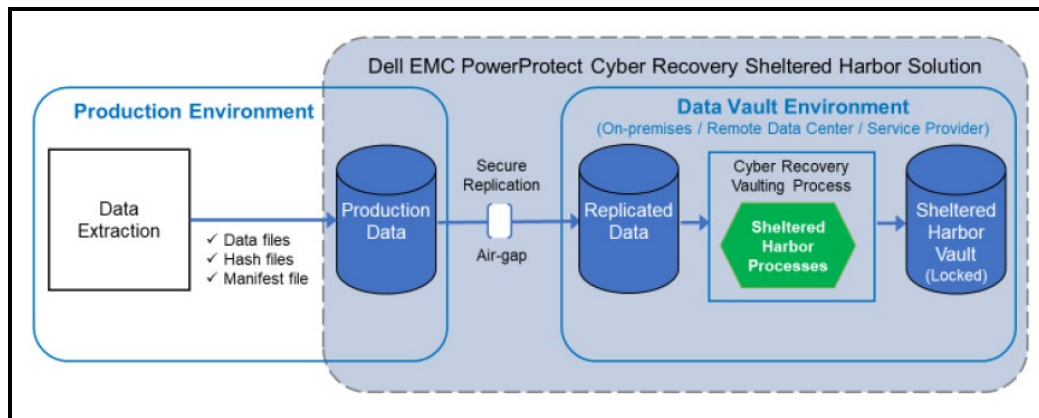 Dell EMC PowerProtect Cyber Recovery Sheltered Harbor Solution
Production Environment
Data Vault Environment
(On-premises / Remote Data Center / Service Provider)
Data
Extraction
✓ Data files
✓ Hash files
✓ Manifest file
Production
Data
Secure
Replication
Air-gap
Replicated
Data
Cyber Recovery
Vaulting Process
Sheltered
Harbor
Processes
Sheltered
Harbor
Vault
(Locked)